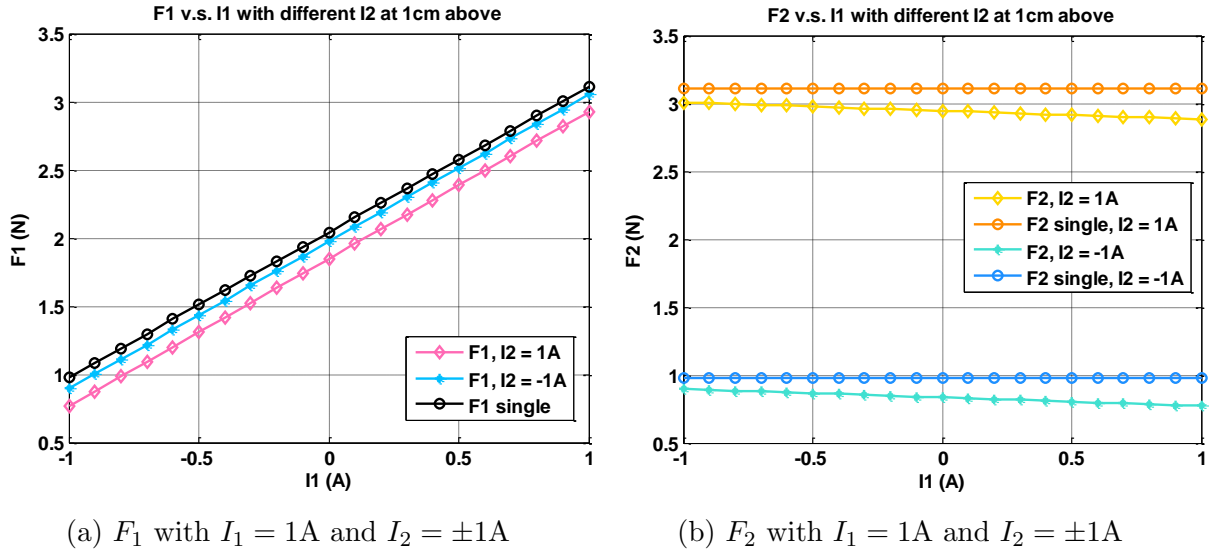 F1 v.s. I1 with different I2 at 1cm above
3.5
3
2.5
2
1.5
1
0.5
F1 (N)
-1
-0.5
0
0.5
1
I1 (A)
F1, I2 = 1A
F1, I2 = -1A
F1 single
(a) F₁ with I₁ = 1A and I₂ = ±1A
F2 v.s. I1 with different I2 at 1cm above
3.5
3
2.5
2
1.5
1
0.5
F2 (N)
-1
-0.5
0
0.5
1
I1 (A)
F2, I2 = 1A
F2 single, I2 = 1A
F2, I2 = -1A
F2 single, I2 = -1A
(b) F₂ with I₁ = 1A and I₂ = ±1A